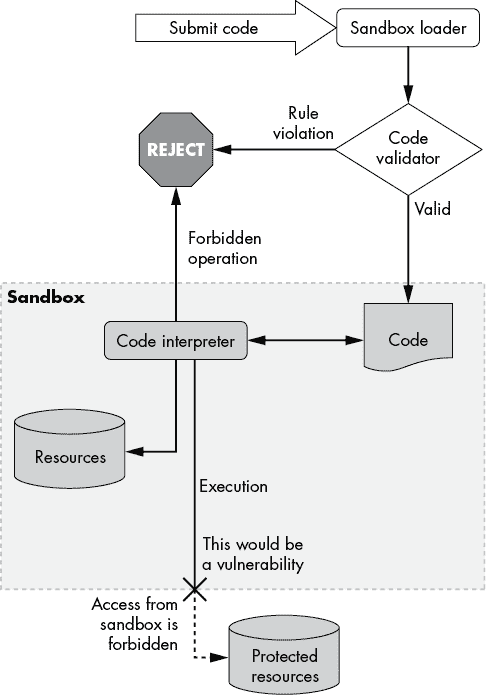 Submit code
Sandbox loader
Rule
violation
Code
validator
REJECT
Valid
Forbidden
operation
Sandbox
Code interpreter
Code
Resources
Execution
This would be
a vulnerability
Access from
sandbox is
forbidden
Protected
resources